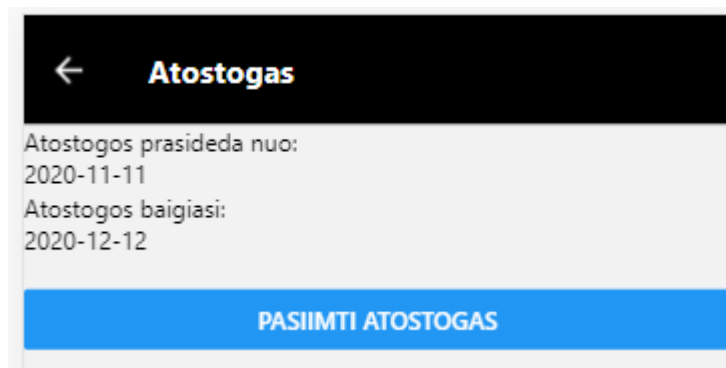 Atostogas
Atostogos prasideda nuo:
2020-11-11
Atostogos baigiasi:
2020-12-12
PASIIMTI ATOSTOGAS